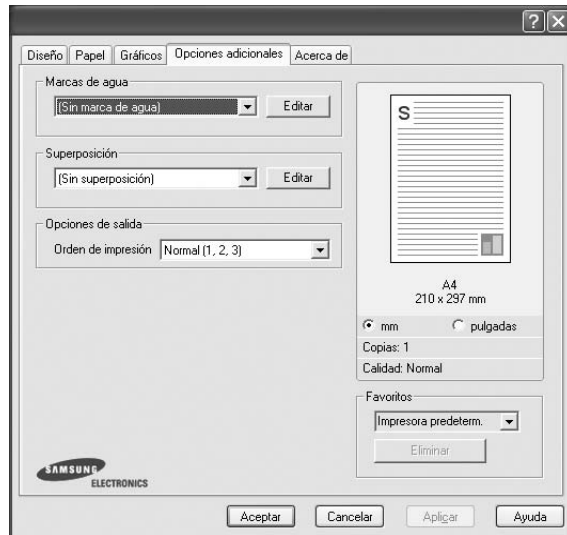 Diseño Papel Gráficos Opciones adicionales Acerca de
Marcas de agua
(Sin marca de agua) Editar
Superposición
(Sin superposición) Editar
Opciones de salida
Orden de impresión Normal (1, 2, 3)
S
A4
210 x 297 mm
mm pulgadas
Copias: 1
Calidad: Normal
Favoritos
Impresora predeterm.
Eliminar
SAMSUNG
ELECTRONICS
Aceptar Cancelar Aplicar Ayuda